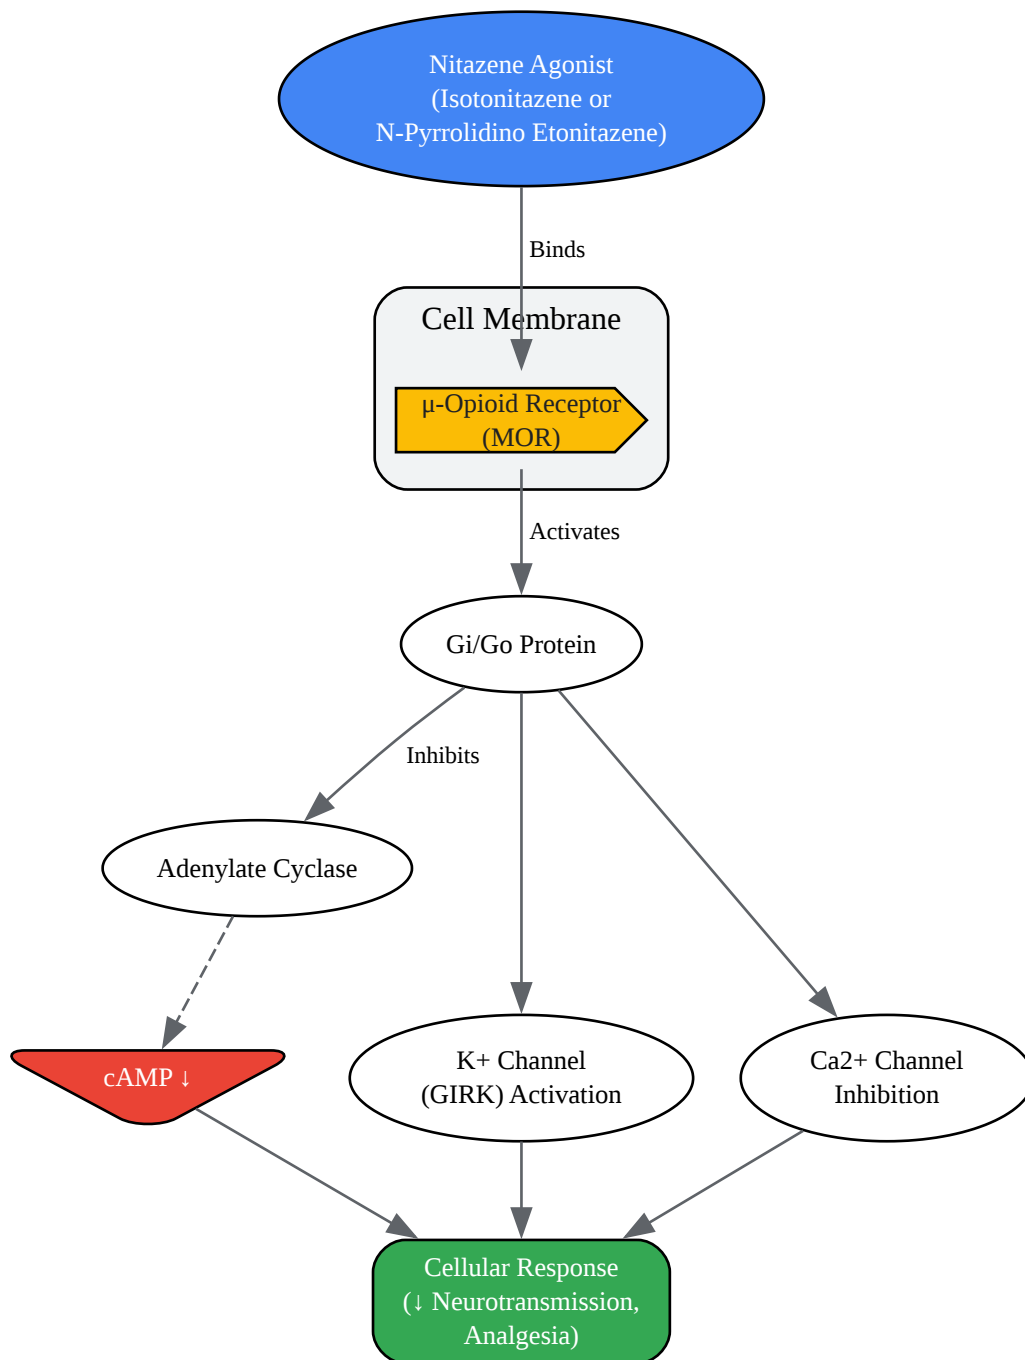 Nitazene Agonist
(Isotonitazene or
N-Pyrrolidino Etonitazene)
Binds
Cell Membrane
μ-Opioid Receptor
(MOR)
Activates
Gi/Go Protein
Inhibits
Adenylate Cyclase
cAMP ↓
K+ Channel
(GIRK) Activation
Ca2+ Channel
Inhibition
Cellular Response
(↓ Neurotransmission,
Analgesia)